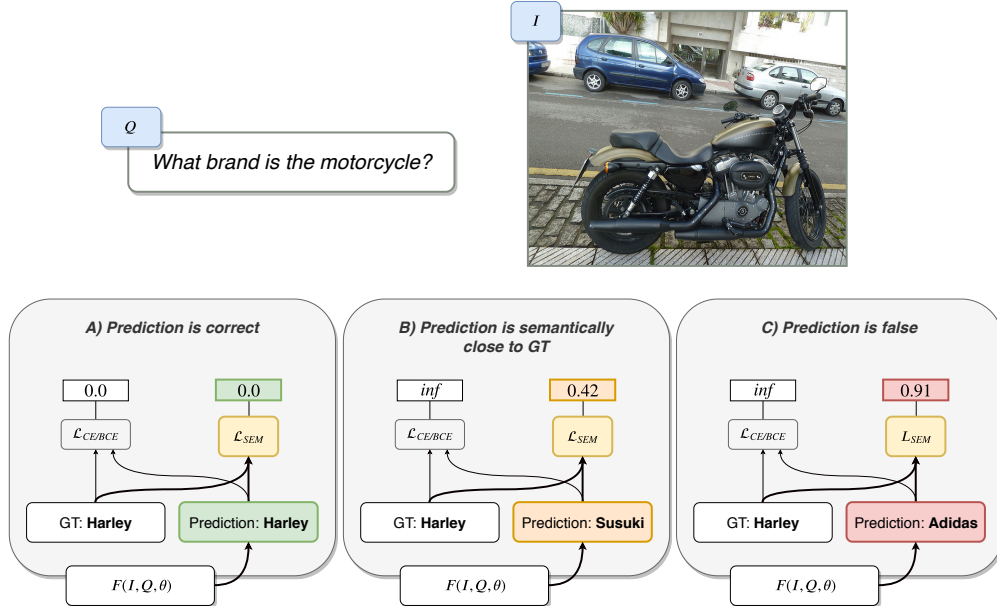 I
Q
What brand is the motorcycle?
A) Prediction is correct
0.0
0.0
ℒCE/BCE
ℒSEM
GT: Harley
Prediction: Harley
F(I, Q, θ)
B) Prediction is semantically
close to GT
inf
0.42
ℒCE/BCE
ℒSEM
GT: Harley
Prediction: Susuki
F(I, Q, θ)
C) Prediction is false
inf
0.91
ℒCE/BCE
LSEM
GT: Harley
Prediction: Adidas
F(I, Q, θ)